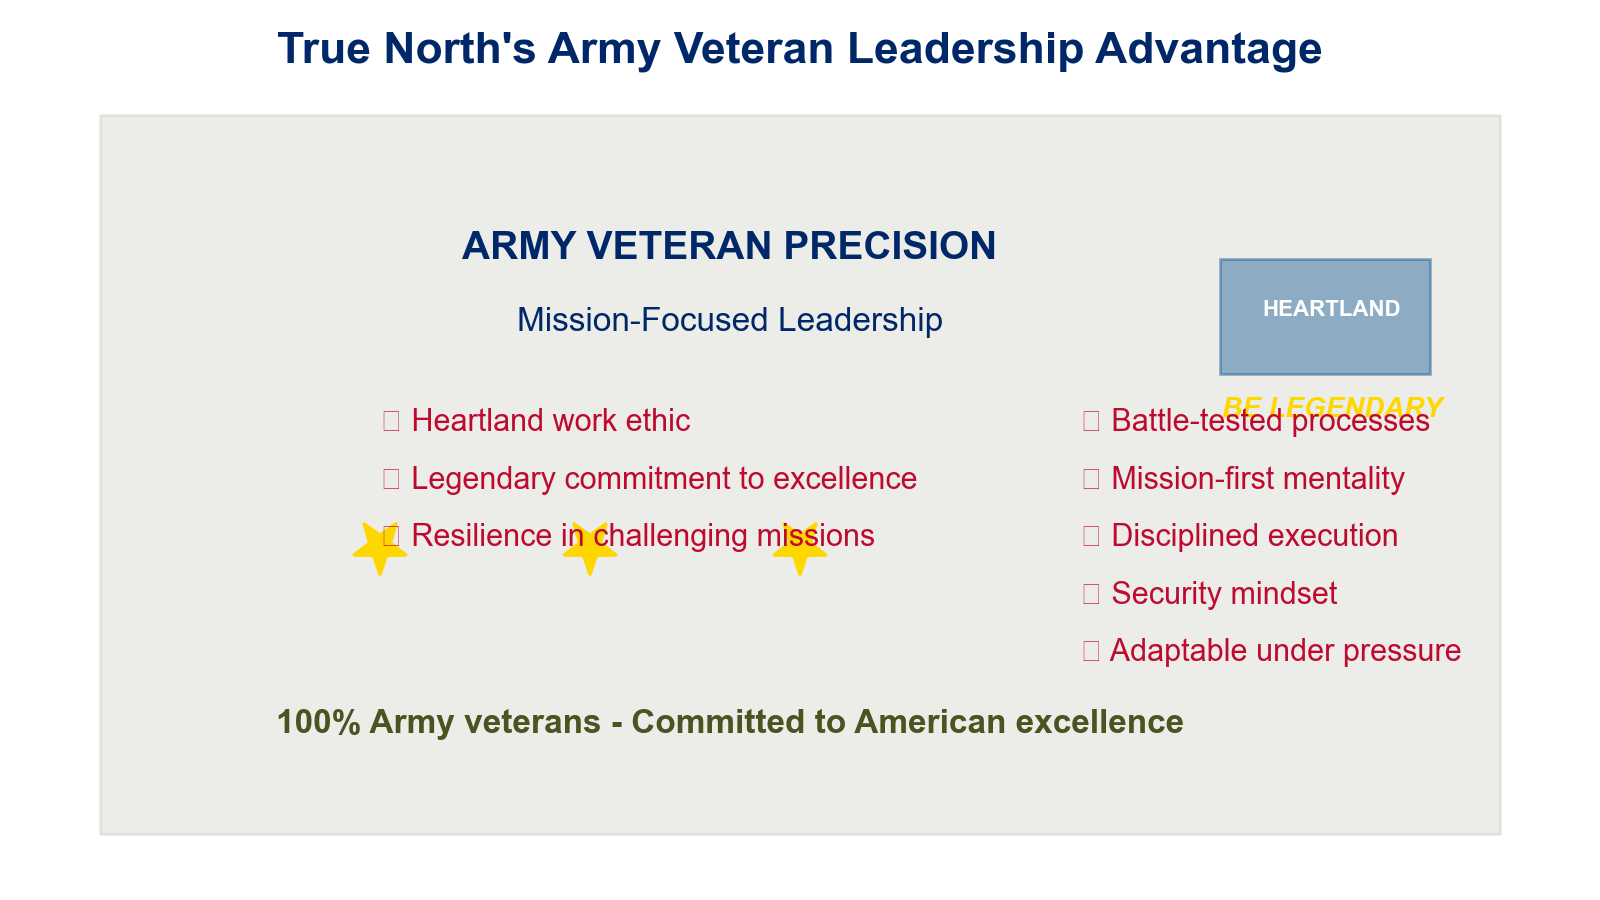 True North's Army Veteran Leadership Advantage
ARMY VETERAN PRECISION
Mission-Focused Leadership
HEARTLAND
BE LEGENDARY
□ Heartland work ethic
□ Legendary commitment to excellence
□ Resilience in challenging missions
□ Battle-tested processes
□ Mission-first mentality
□ Disciplined execution
□ Security mindset
□ Adaptable under pressure
100% Army veterans - Committed to American excellence